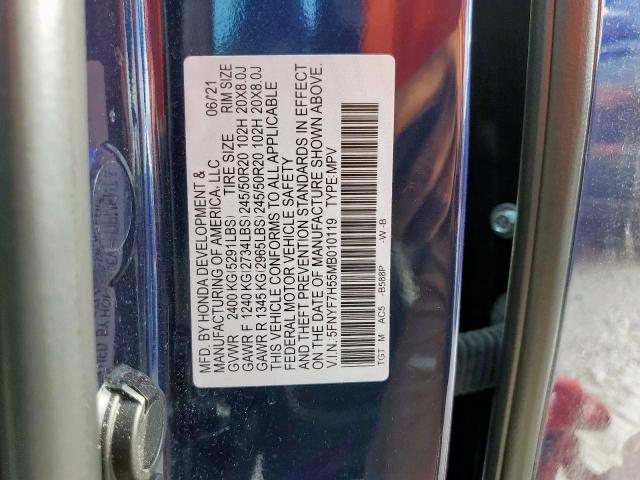 MFD. BY HONDA DEVELOPMENT &
MANUFACTURING OF AMERICA, LLC 06/'21
GVWR 2400 KG(5291LBS) TIRE SIZE RIM SIZE
GAWR F 1240 KG(2734LBS) 245/50R20 102H 20X8.0J
GAWR R 1345 KG(2965LBS) 245/50R20 102H 20X8.0J
THIS VEHICLE CONFORMS TO ALL APPLICABLE
FEDERAL MOTOR VEHICLE SAFETY
AND THEFT PREVENTION STANDARDS IN EFFECT
ON THE DATE OF MANUFACTURE SHOWN ABOVE.
V.I.N.:5FNYF7H55MB010119 TYPE:MPV
TGT M AC5 -B588P -W -B